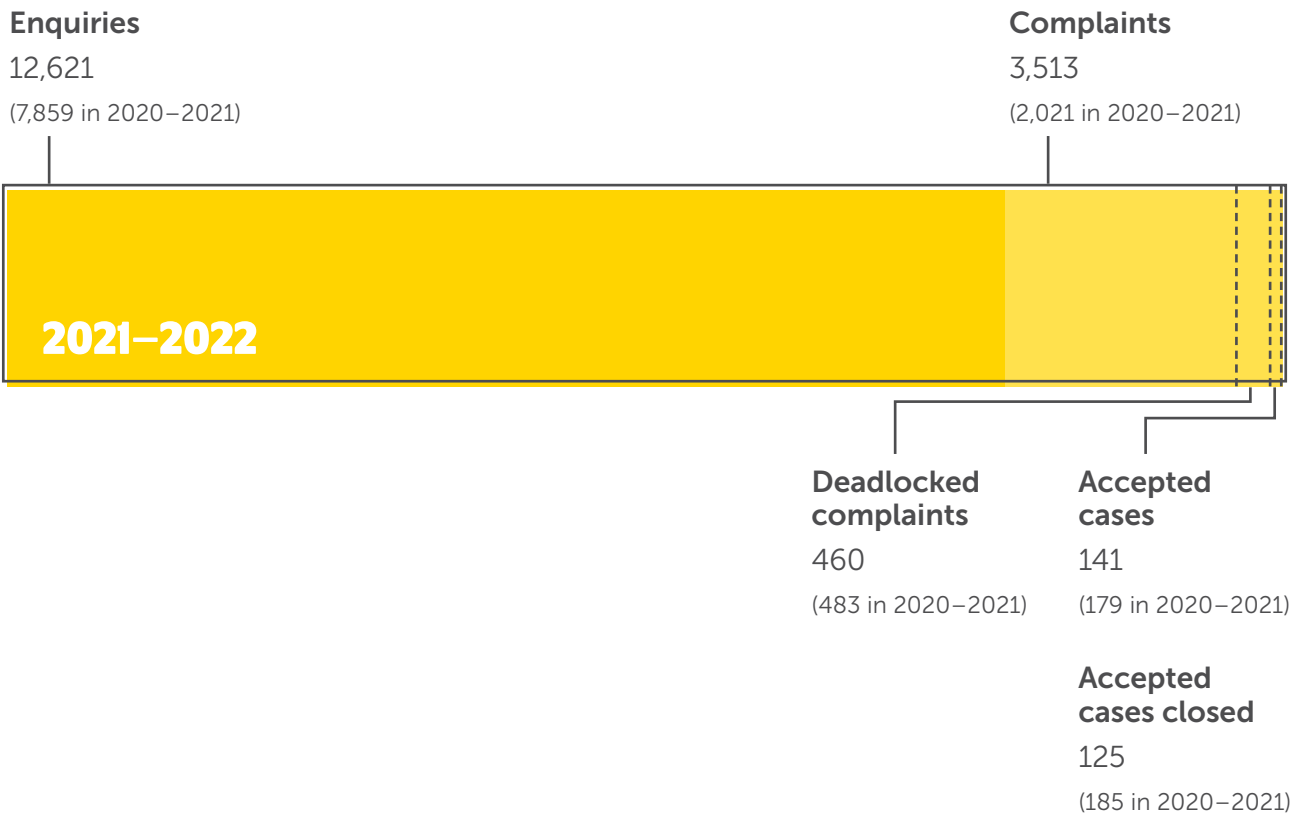 Enquiries
12,621
(7,859 in 2020–2021)
Complaints
3,513
(2,021 in 2020–2021)
2021–2022
Deadlocked
complaints
460
(483 in 2020–2021)
Accepted
cases
141
(179 in 2020–2021)
Accepted
cases closed
125
(185 in 2020–2021)